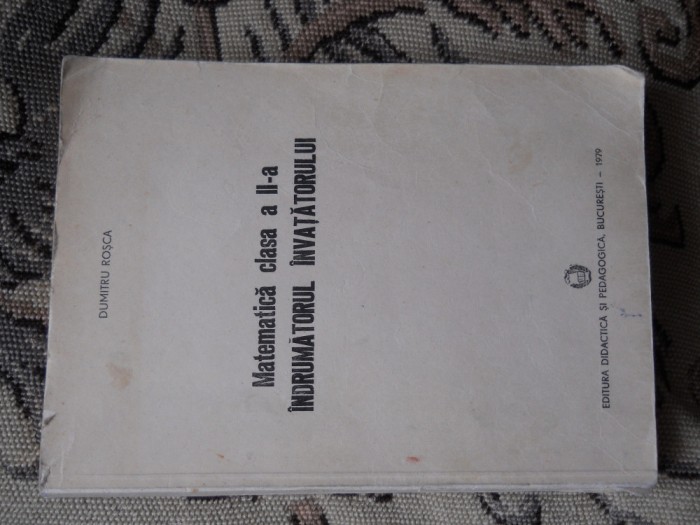 DUMITRU ROȘCA
Matematică clasa a II-a
ÎNDRUMĂTORUL ÎNVĂȚĂTORULUI
EDITURA DIDACTICĂ ȘI PEDAGOGICĂ, BUCUREȘTI – 1979